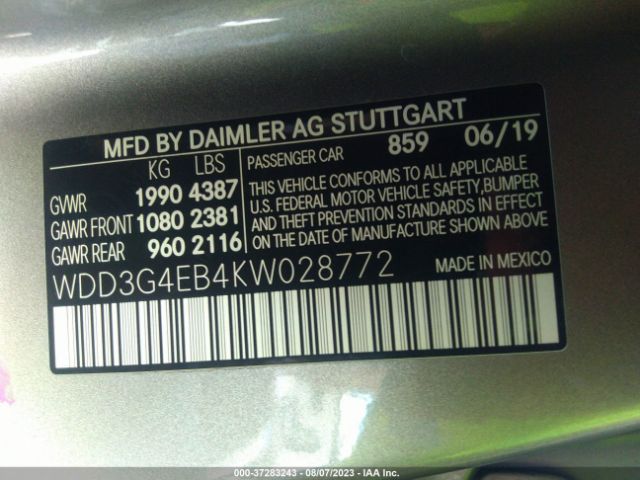 MFD BY DAIMLER AG STUTTGART
KG LBS
GVWR 1990 4387
GAWR FRONT 1080 2381
GAWR REAR 960 2116
PASSENGER CAR 859 06/19
THIS VEHICLE CONFORMS TO ALL APPLICABLE
U.S. FEDERAL MOTOR VEHICLE SAFETY,BUMPER
AND THEFT PREVENTION STANDARDS IN EFFECT
ON THE DATE OF MANUFACTURE SHOWN ABOVE
WDD3G4EB4KW028772 MADE IN MEXICO
000-37283243 - 08/07/2023 - IAA Inc.